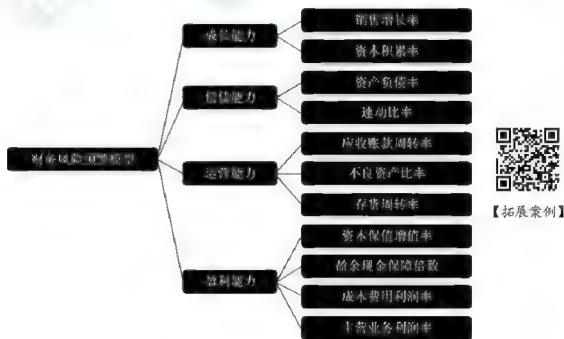 成长能力
销售增长率
资本积累率
偿债能力
资产负债率
速动比率
财务风险预警模型
运营能力
应收账款周转率
不良资产比率
存货周转率
【拓展案例】
盈利能力
资本保值增值率
盈余现金保障倍数
成本费用利润率
主营业务利润率